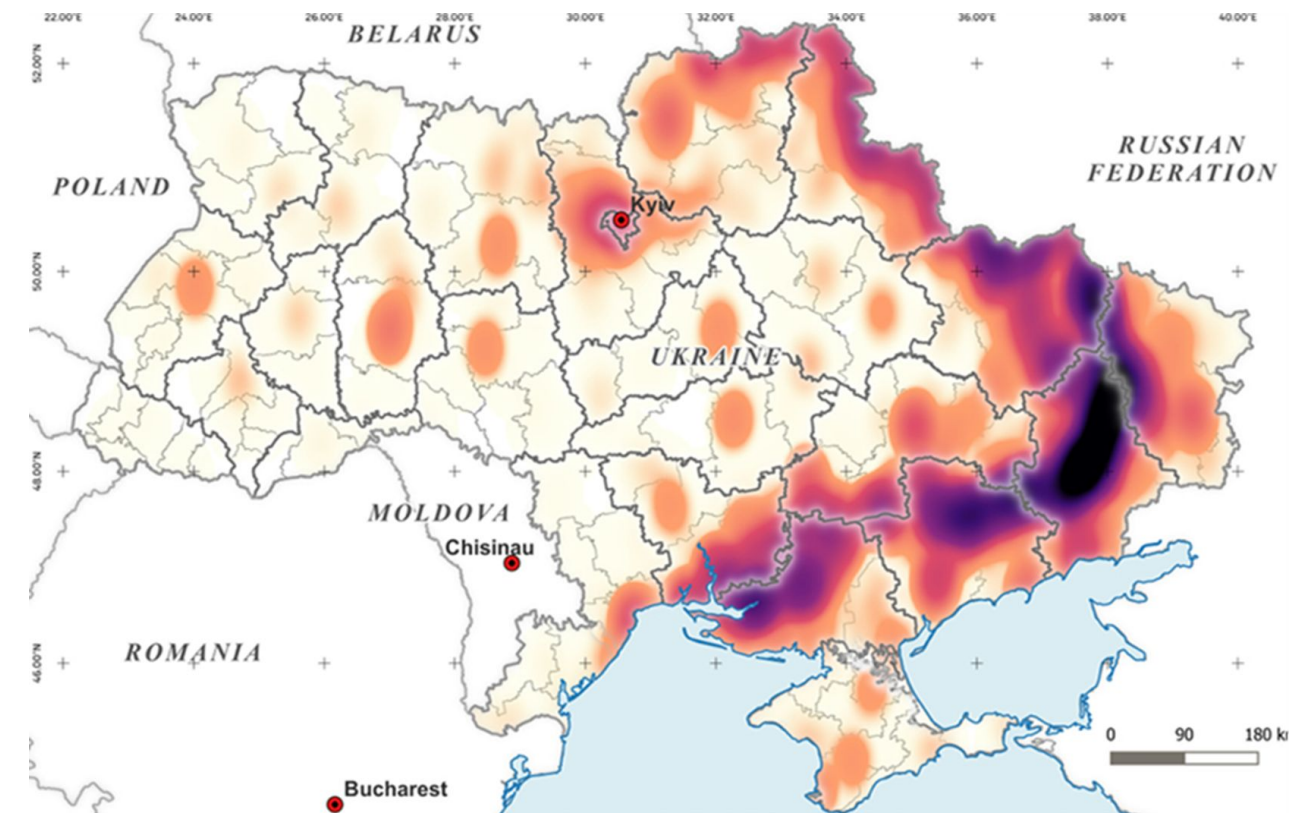 22.00°E 24.00°E 26.00°E 28.00°E 30.00°E 32.00°E 34.00°E 36.00°E 38.00°E 40.00°E
BELARUS
52.00°N
RUSSIAN
FEDERATION
POLAND
Kyiv
50.00°N
UKRAINE
48.00°N
MOLDOVA
Chisinau
ROMANIA
46.00°N
0 90 180 k
Bucharest